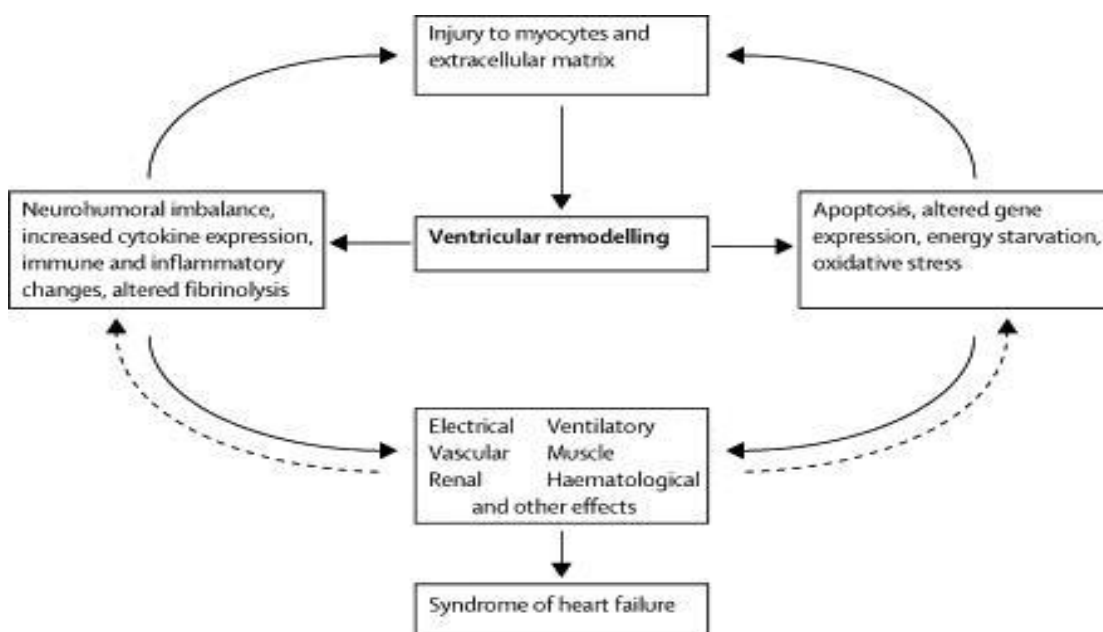 Injury to myocytes and
extracellular matrix
Neurohumoral imbalance,
increased cytokine expression,
immune and inflammatory
changes, altered fibrinolysis
Ventricular remodelling
Apoptosis, altered gene
expression, energy starvation,
oxidative stress
Electrical Ventilatory
Vascular Muscle
Renal Haematological
and other effects
Syndrome of heart failure